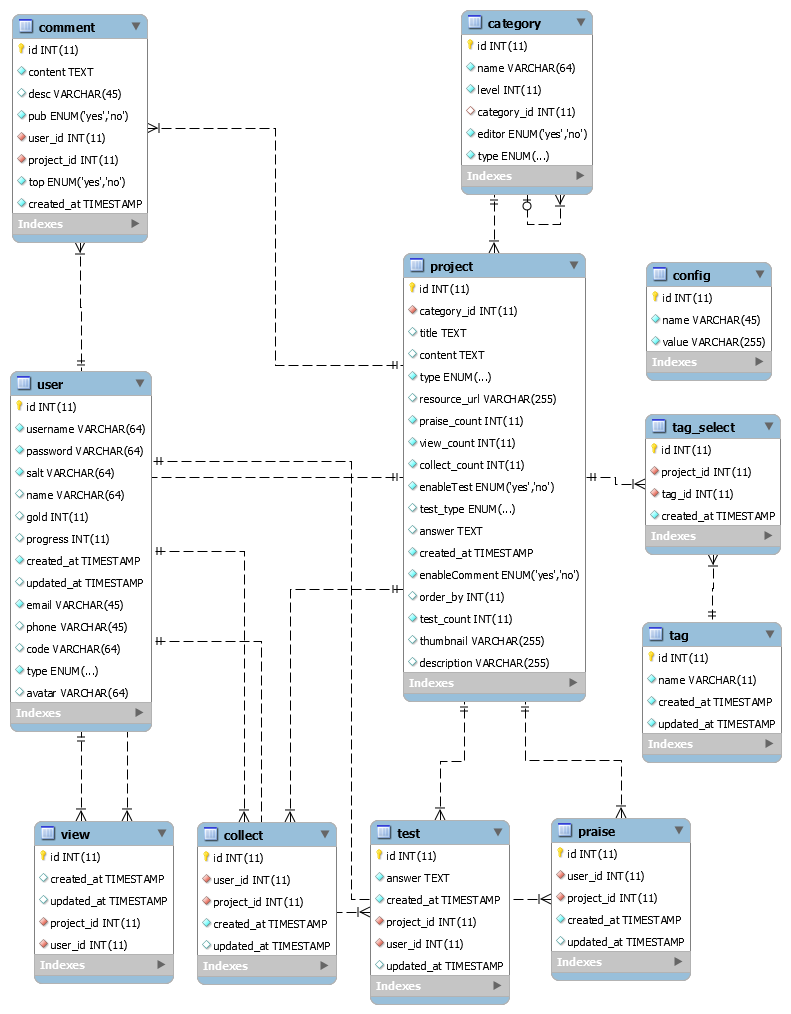 comment
id INT(11)
content TEXT
desc VARCHAR(45)
pub ENUM('yes','no')
user_id INT(11)
project_id INT(11)
top ENUM('yes','no')
created_at TIMESTAMP
Indexes
category
id INT(11)
name VARCHAR(64)
level INT(11)
category_id INT(11)
editor ENUM('yes','no')
type ENUM(...)
Indexes
project
id INT(11)
category_id INT(11)
title TEXT
content TEXT
type ENUM(...)
resource_url VARCHAR(255)
praise_count INT(11)
view_count INT(11)
collect_count INT(11)
enableTest ENUM('yes','no')
test_type ENUM(...)
answer TEXT
created_at TIMESTAMP
enableComment ENUM('yes','no')
order_by INT(11)
test_count INT(11)
thumbnail VARCHAR(255)
description VARCHAR(255)
Indexes
config
id INT(11)
name VARCHAR(45)
value VARCHAR(255)
Indexes
user
id INT(11)
username VARCHAR(64)
password VARCHAR(64)
salt VARCHAR(64)
name VARCHAR(64)
gold INT(11)
progress INT(11)
created_at TIMESTAMP
updated_at TIMESTAMP
email VARCHAR(45)
phone VARCHAR(45)
code VARCHAR(64)
type ENUM(...)
avatar VARCHAR(64)
Indexes
tag_select
id INT(11)
project_id INT(11)
tag_id INT(11)
created_at TIMESTAMP
Indexes
tag
id INT(11)
name VARCHAR(11)
created_at TIMESTAMP
updated_at TIMESTAMP
Indexes
view
id INT(11)
created_at TIMESTAMP
updated_at TIMESTAMP
project_id INT(11)
user_id INT(11)
Indexes
collect
id INT(11)
user_id INT(11)
project_id INT(11)
created_at TIMESTAMP
updated_at TIMESTAMP
Indexes
test
id INT(11)
answer TEXT
created_at TIMESTAMP
project_id INT(11)
user_id INT(11)
updated_at TIMESTAMP
Indexes
praise
id INT(11)
user_id INT(11)
project_id INT(11)
created_at TIMESTAMP
updated_at TIMESTAMP
Indexes